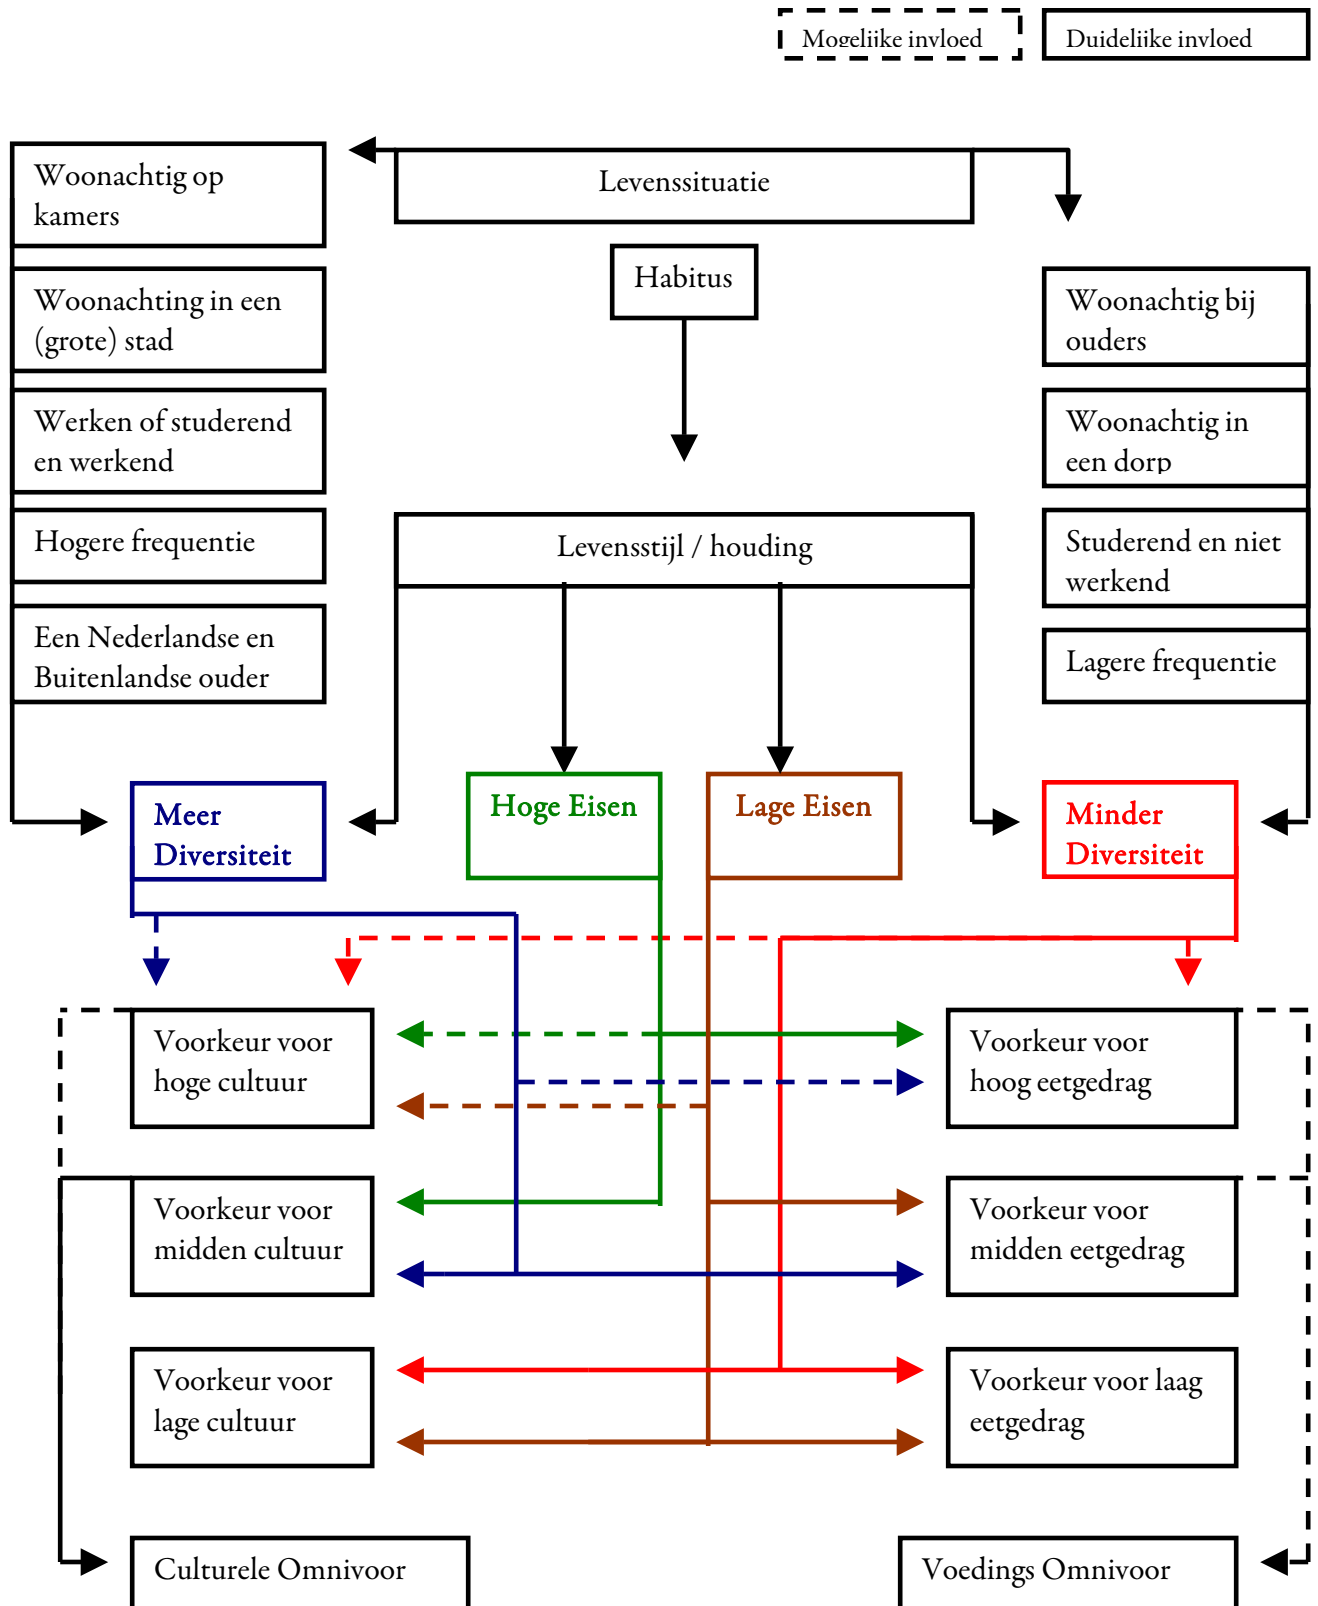 Mogelijke invloed
Duidelijke invloed
Woonachtig op
kamers
Levenssituatie
Habitus
Woonachting in een
(grote) stad
Woonachtig bij
ouders
Werken of studerend
en werkend
Woonachtig in
een dorp
Hogere frequentie
Levensstijl / houding
Studerend en niet
werkend
Een Nederlandse en
Buitenlandse ouder
Lagere frequentie
Meer
Diversiteit
Hoge Eisen
Lage Eisen
Minder
Diversiteit
Voorkeur voor
hoge cultuur
Voorkeur voor
hoog eetgedrag
Voorkeur voor
midden cultuur
Voorkeur voor
midden eetgedrag
Voorkeur voor
lage cultuur
Voorkeur voor laag
eetgedrag
Culturele Omnivoor
Voedings Omnivoor